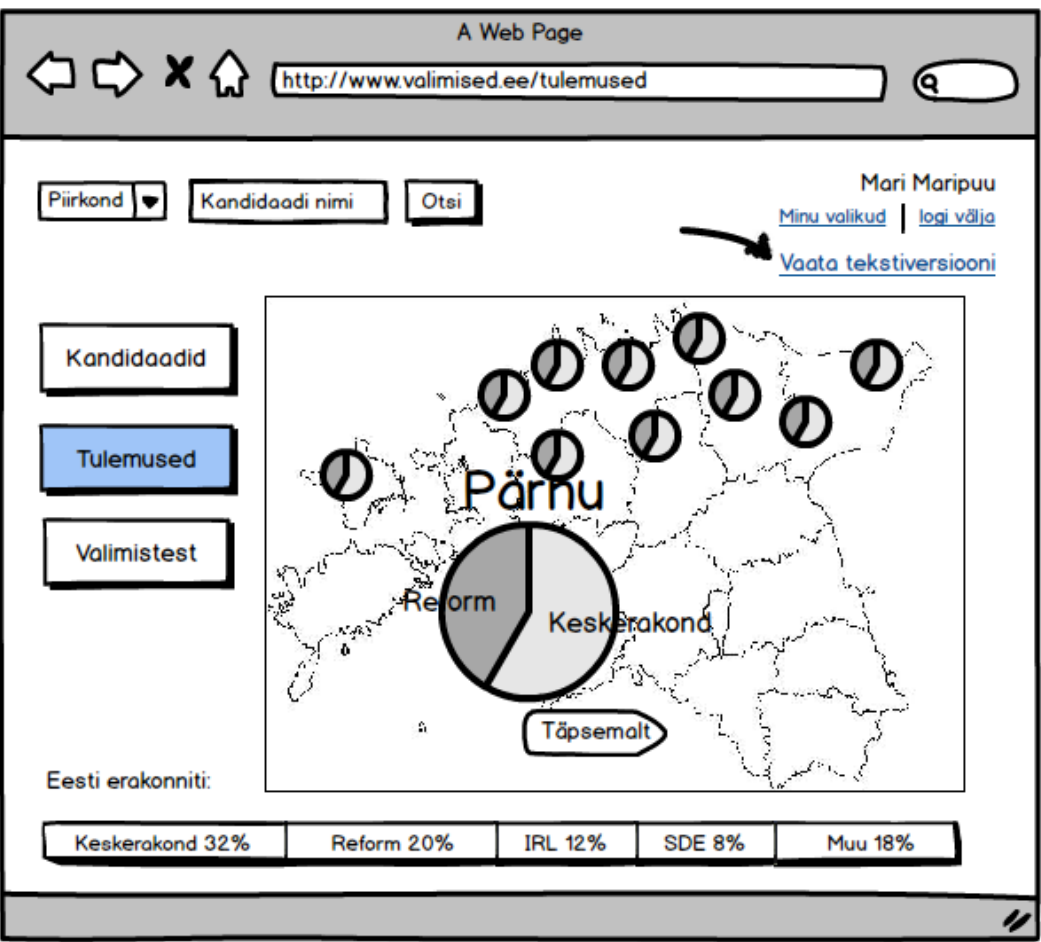 A Web Page
http://www.valimised.ee/tulemused
Piirkond
Kandidaadi nimi
Otsi
Mari Maripuu
Minu valikud
logi välja
Vaata tekstiversiooni
Kandidaadid
Tulemused
Valimistest
Pärnu
Reform
Keskerakond
Täpsemalt
Eesti erakonniti:
Keskerakond 32% Reform 20% IRL 12% SDE 8% Muu 18%